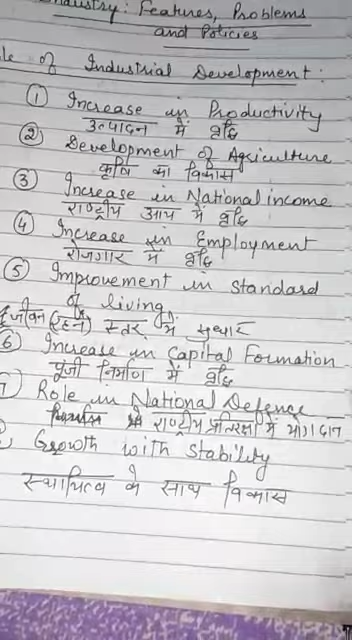 Industry: Features, Problems
and Policies
Role of Industrial Development:
① Increase in Productivity
उत्पादन में वृद्धि
② Development of Agriculture
कृषि का विकास
③ Increase in National income
राष्ट्रीय आय में वृद्धि
④ Increase in Employment
रोजगार में वृद्धि
⑤ Improvement in Standard
of living.
जीवन (रहन) स्तर में सुधार
⑥ Increase in Capital Formation
पूंजी निर्माण में वृद्धि
7 Role in National Defence
राष्ट्रीय प्रतिरक्षा में योगदान
Growth with Stability
स्थायित्व के साथ विकास